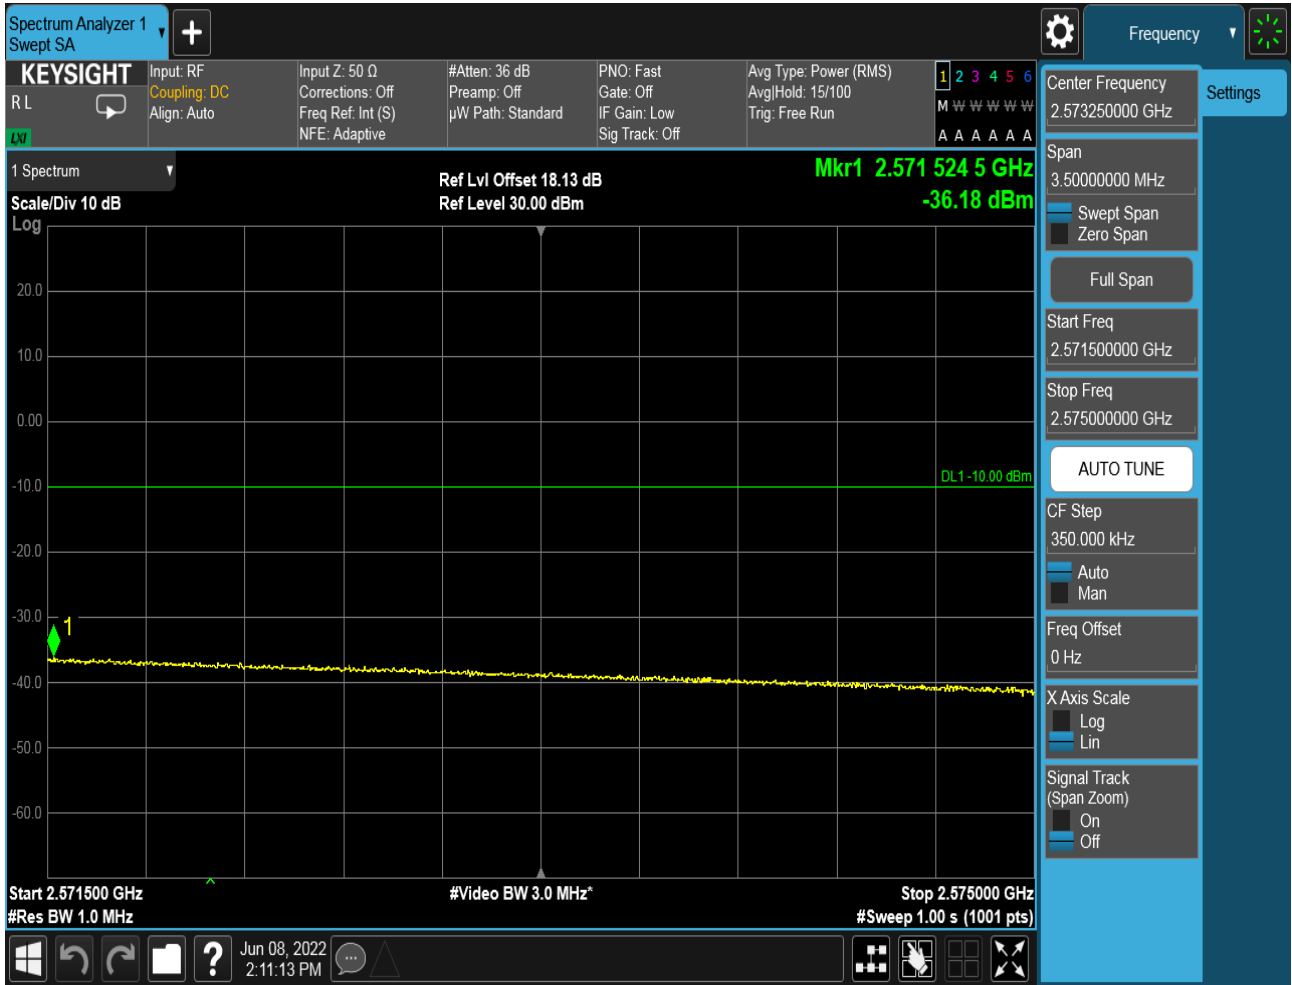 Spectrum Analyzer 1
Swept SA
Frequency
KEYSIGHT
R L
LXI
Input: RF
Coupling: DC
Align: Auto
Input Z: 50 Ω
Corrections: Off
Freq Ref: Int (S)
NFE: Adaptive
#Atten: 36 dB
Preamp: Off
µW Path: Standard
PNO: Fast
Gate: Off
IF Gain: Low
Sig Track: Off
Avg Type: Power (RMS)
Avg|Hold: 15/100
Trig: Free Run
1 2 3 4 5 6
M W W W W W
A A A A A A
1 Spectrum
Scale/Div 10 dB
Log
Ref Lvl Offset 18.13 dB
Ref Level 30.00 dBm
Mkr1 2.571 524 5 GHz
-36.18 dBm
20.0
10.0
0.00
-10.0
-20.0
-30.0
-40.0
-50.0
-60.0
DL1 -10.00 dBm
1
Start 2.571500 GHz
#Res BW 1.0 MHz
#Video BW 3.0 MHz*
Stop 2.575000 GHz
#Sweep 1.00 s (1001 pts)
Center Frequency
2.573250000 GHz
Span
3.50000000 MHz
Swept Span
Zero Span
Full Span
Start Freq
2.571500000 GHz
Stop Freq
2.575000000 GHz
AUTO TUNE
CF Step
350.000 kHz
Auto
Man
Freq Offset
0 Hz
X Axis Scale
Log
Lin
Signal Track
(Span Zoom)
On
Off
Settings
?
Jun 08, 2022
2:11:13 PM